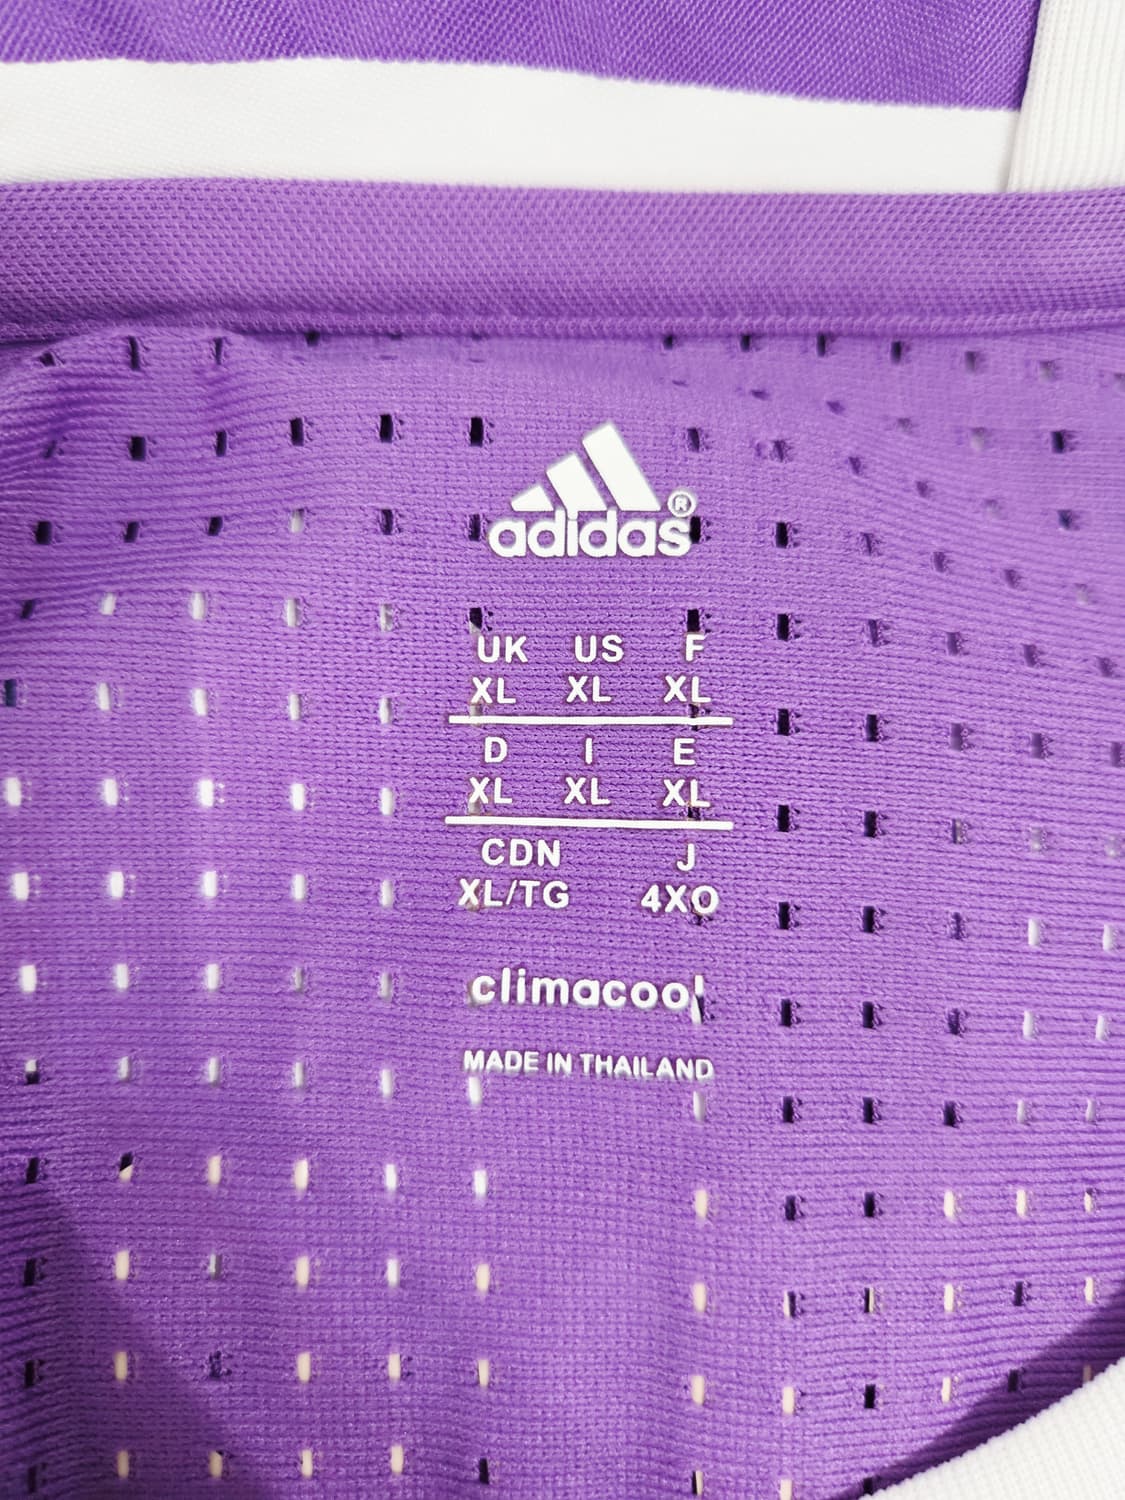 adidas®
UK US F
XL XL XL
D I E
XL XL XL
CDN J
XL/TG 4XO
climacool
MADE IN THAILAND